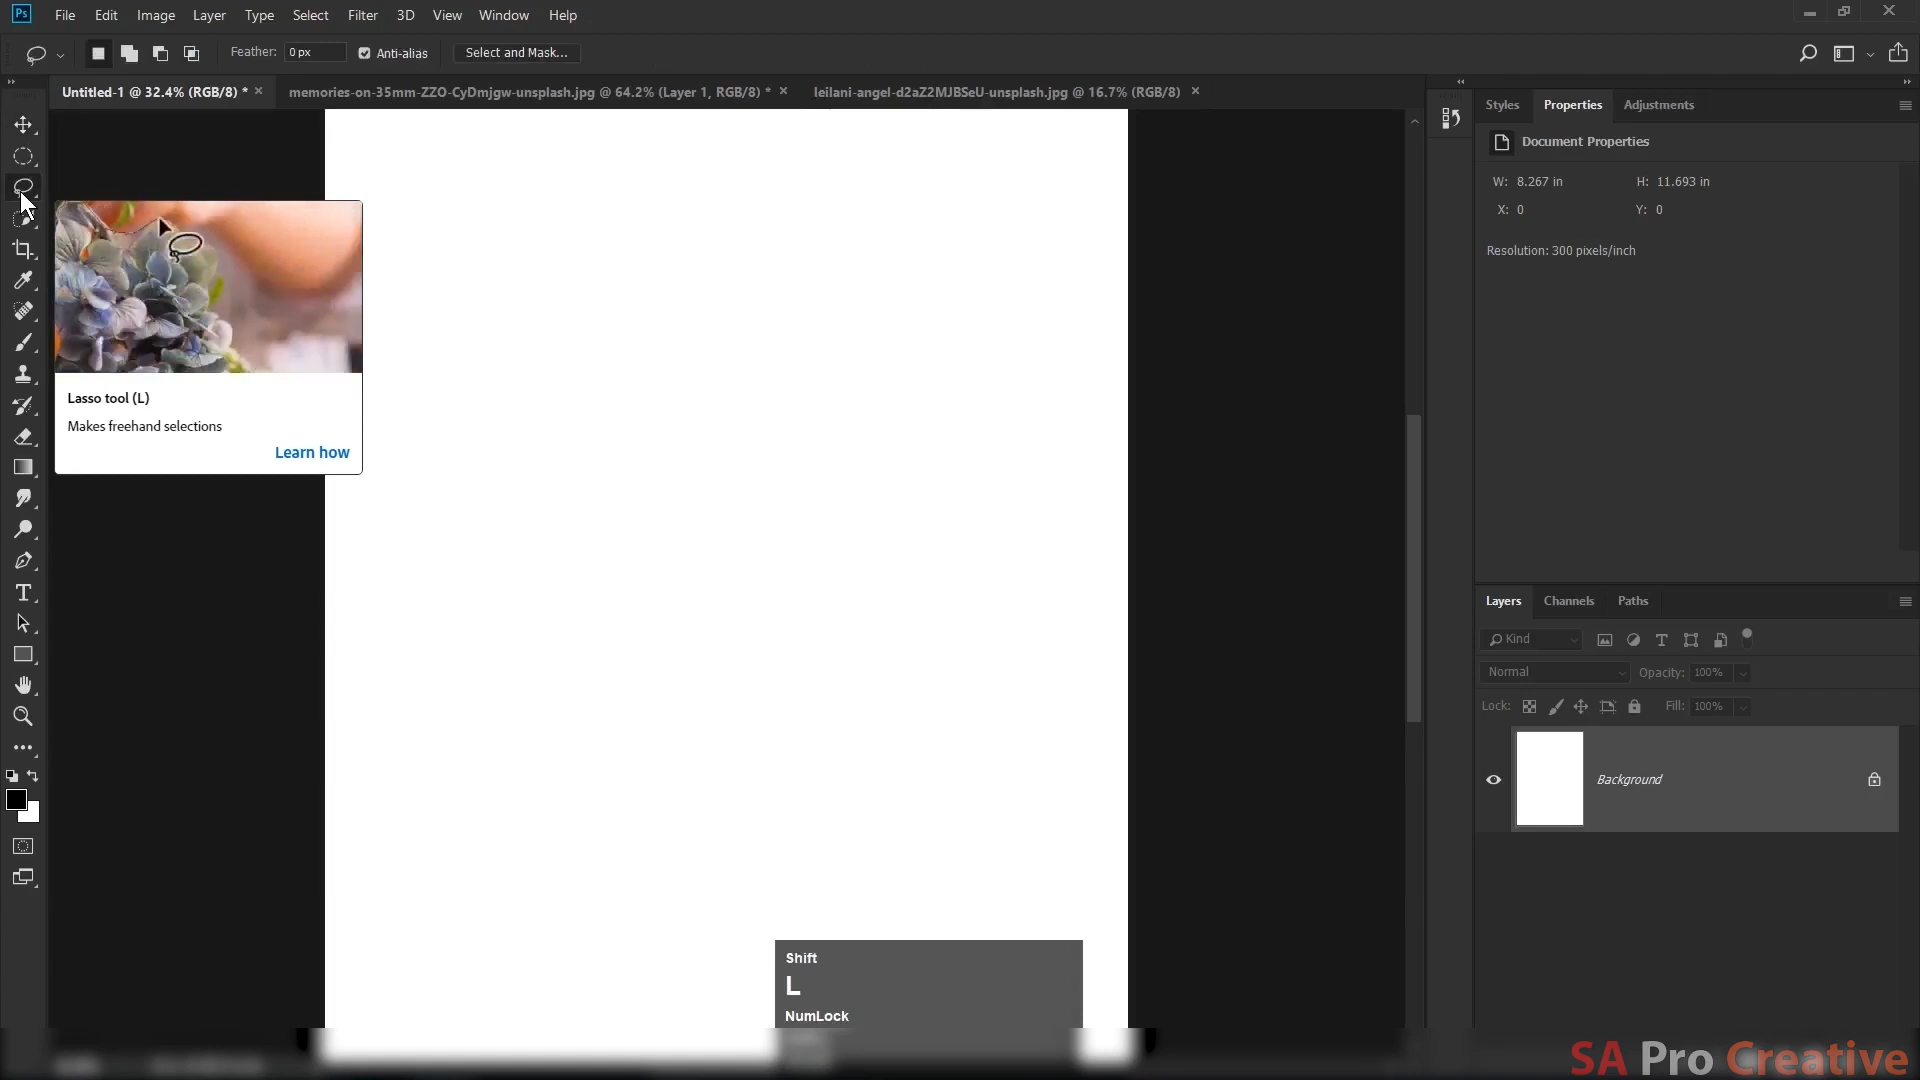 Ps File Edit Image Layer Type Select Filter 3D View Window Help
Feather: 0 px Anti-alias Select and Mask...
Untitled-1 @ 32.4% (RGB/8) * × memories-on-35mm-ZZO-CyDmjgw-unsplash.jpg @ 64.2% (Layer 1, RGB/8) * × leilani-angel-d2aZ2MJBSeU-unsplash.jpg @ 16.7% (RGB/8) ×
Styles Properties Adjustments
Document Properties
W: 8.267 in H: 11.693 in
X: 0 Y: 0
Resolution: 300 pixels/inch
Lasso tool (L)
Makes freehand selections
Learn how
Layers Channels Paths
Kind
Normal Opacity: 100%
Lock: Fill: 100%
Background
Shift
L
NumLock
SA Pro Creative